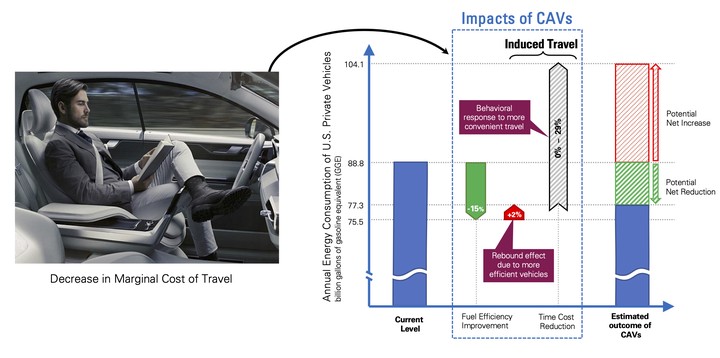 Impacts of CAVs
Induced Travel
Annual Energy Consumption of U.S. Private Vehicles
billion gallons of gasoline equivalent (GGE)
104.1
88.8
77.3
75.5
Behavioral
response to more
convenient travel
0% – 29%
-15%
+2%
Rebound effect
due to more
efficient vehicles
Potential
Net Increase
Potential
Net Reduction
Current
Level
Fuel Efficiency
Improvement
Time Cost
Reduction
Estimated
outcome of
CAVs
Decrease in Marginal Cost of Travel